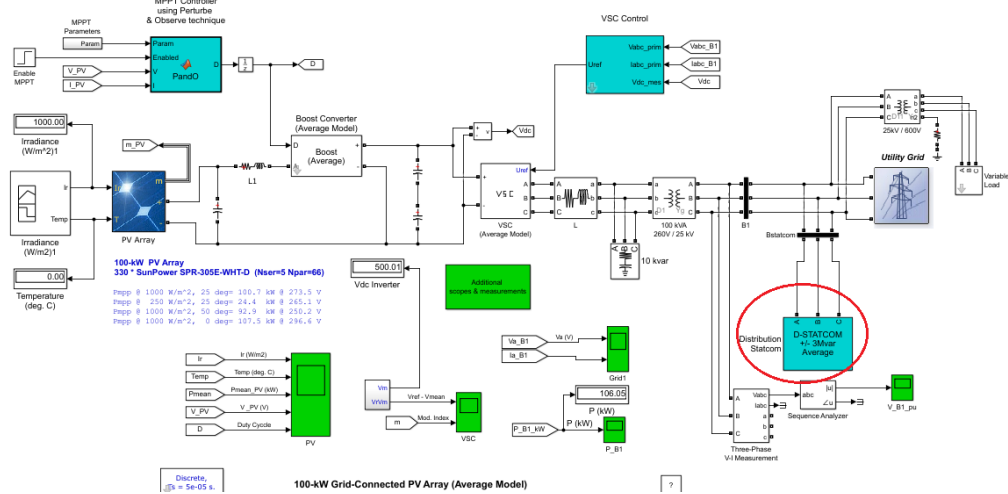 MPPT Controller
using Perturbe
& Observe technique
MPPT
Parameters
Param
Param
Enabled
V
I
D
PandO
Enable
MPPT
V_PV
I_PV
1
z
D
VSC Control
Vabc_prim
Iabc_prim
Vdc_mes
Uref
Vabc_B1
Iabc_B1
Vdc
1000.00
Irradiance
(W/m^2)1
m_PV
Ir
Temp
Irradiance
(W/m2)1
m
+
-
T
PV Array
0.00
Temperature
(deg. C)
L1
Boost Converter
(Average Model)
D
Boost
(Average)
+
-
+
-
v
Vdc
Uref
+
-
VSC
A
B
C
VSC
(Average Model)
A
B
C
a
b
c
L
A B C
10 kvar
A
B
C
a
b
c
D1
Yg
100 kVA
260V / 25 kV
A
B
C
a
b
c
B1
A
B
C
a
b
c
n2
D11
25kV / 600V
Utility Grid
Variable
Load
Bstatcom
A B C
D-STATCOM
+/- 3Mvar
Average
Distribution
Statcom
100-kW PV Array
330 * SunPower SPR-305E-WHT-D (Nser=5 Npar=66)
Pmpp @ 1000 W/m^2, 25 deg= 100.7 kW @ 273.5 V
Pmpp @ 250 W/m^2, 25 deg= 24.4 kW @ 265.1 V
Pmpp @ 1000 W/m^2, 50 deg= 92.9 kW @ 250.2 V
Pmpp @ 1000 W/m^2, 0 deg= 107.5 kW @ 296.6 V
500.01
Vdc Inverter
Additional
scopes & measurements
Ir
Ir (W/m2)
Temp
Temp (deg. C)
Pmean
Pmean_PV (kW)
V_PV
V_PV (V)
D
Duty Cyccle
PV
Vm
VrVm
Vref - Vmean
m
Mod. Index
VSC
Va_B1
Va (V)
Ia_B1
Grid1
106.05
P (kW)
P_B1_kW
P (kW)
P_B1
A
B
C
Vabc
Iabc
a
b
c
Three-Phase
V-I Measurement
abc
|u|
∠u
Sequence Analyzer
V_B1_pu
Discrete,
Ts = 5e-05 s.
100-kW Grid-Connected PV Array (Average Model)
?